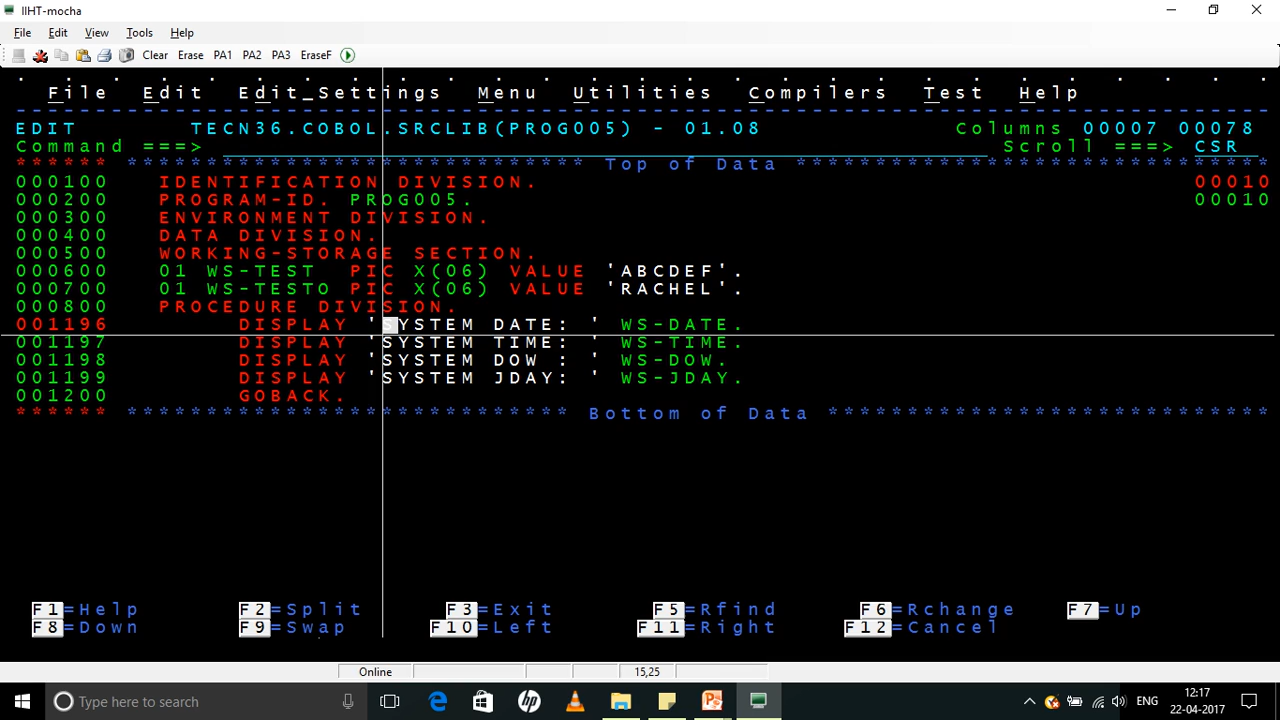 IIHT-mocha
File Edit View Tools Help
Clear Erase PA1 PA2 PA3 EraseF
File Edit Edit_Settings Menu Utilities Compilers Test Help
EDIT TECN36.COBOL.SRCLIB(PROG005) - 01.08 Columns 00007 00078
Command ===> Scroll ===> CSR
****** **************************** Top of Data ******************************
000100 IDENTIFICATION DIVISION. 00010
000200 PROGRAM-ID. PROG005. 00010
000300 ENVIRONMENT DIVISION.
000400 DATA DIVISION.
000500 WORKING-STORAGE SECTION.
000600 01 WS-TEST PIC X(06) VALUE 'ABCDEF'.
000700 01 WS-TESTO PIC X(06) VALUE 'RACHEL'.
000800 PROCEDURE DIVISION.
001196 DISPLAY 'SYSTEM DATE: ' WS-DATE.
001197 DISPLAY 'SYSTEM TIME: ' WS-TIME.
001198 DISPLAY 'SYSTEM DOW : ' WS-DOW.
001199 DISPLAY 'SYSTEM JDAY: ' WS-JDAY.
001200 GOBACK.
****** **************************** Bottom of Data ****************************
F1=Help F2=Split F3=Exit F5=Rfind F6=Rchange F7=Up
F8=Down F9=Swap F10=Left F11=Right F12=Cancel
Online 15,25
Type here to search ENG 12:17
22-04-2017